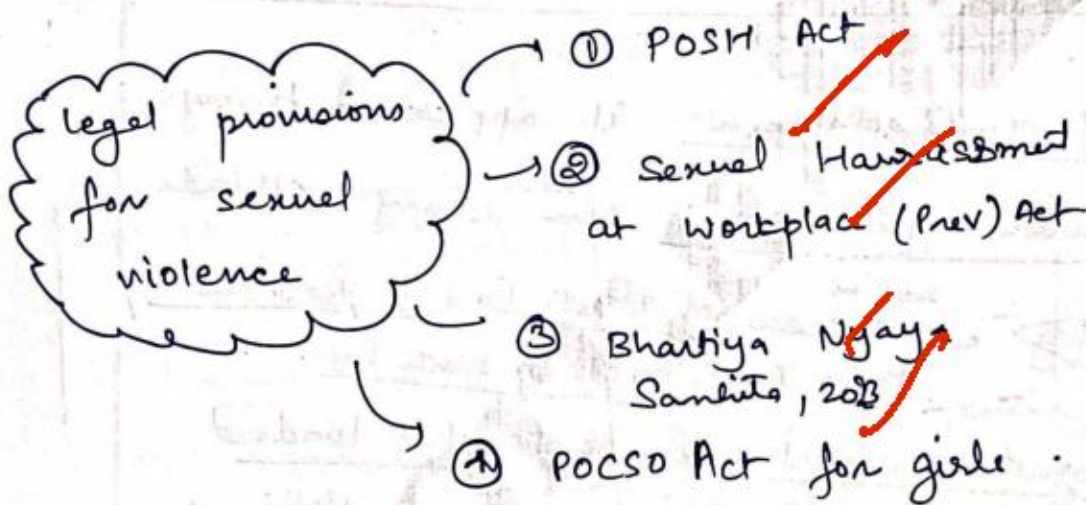 legal provisions
for sexual
violence
① POSH Act
② Sexual Harrassment
at Workplace (Prev) Act
③ Bhartiya Nyaya
Sanhita, 2023
④ POCSO Act for girls.